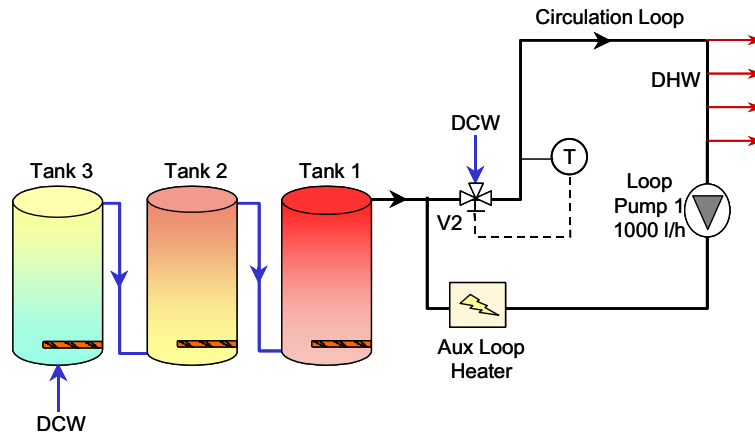 Circulation Loop
DHW
DCW
Tank 3
Tank 2
Tank 1
T
Loop
Pump 1
1000 l/h
V2
Aux Loop
Heater
DCW